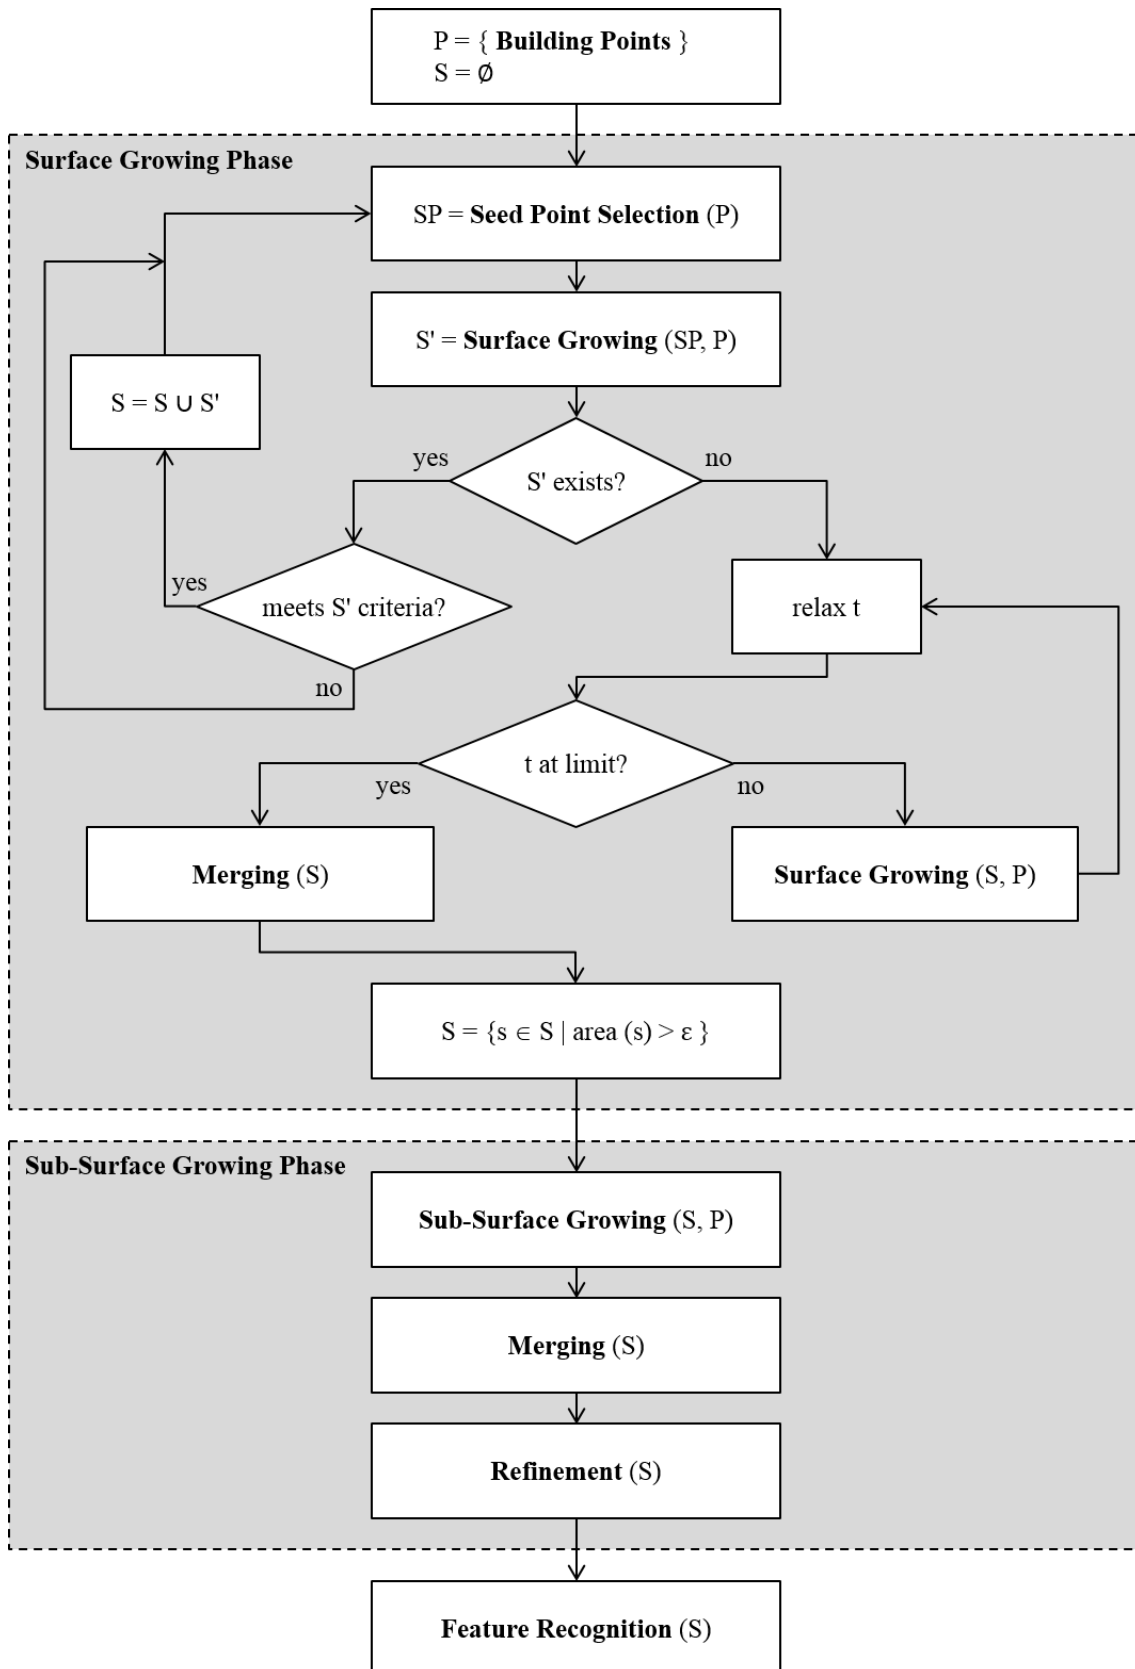 P = { Building Points }
S = Ø
Surface Growing Phase
SP = Seed Point Selection (P)
S' = Surface Growing (SP, P)
S = S ∪ S'
yes
S' exists?
no
yes
meets S' criteria?
relax t
no
t at limit?
yes
no
Merging (S)
Surface Growing (S, P)
S = {s ∈ S | area (s) > ε }
Sub-Surface Growing Phase
Sub-Surface Growing (S, P)
Merging (S)
Refinement (S)
Feature Recognition (S)